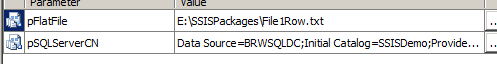 Parameter Value
pFlatFile E:\SSISPackages\File1Row.txt
pSQLServerCN Data Source=BRWSQLDC;Initial Catalog=SSISDemo;Provide...